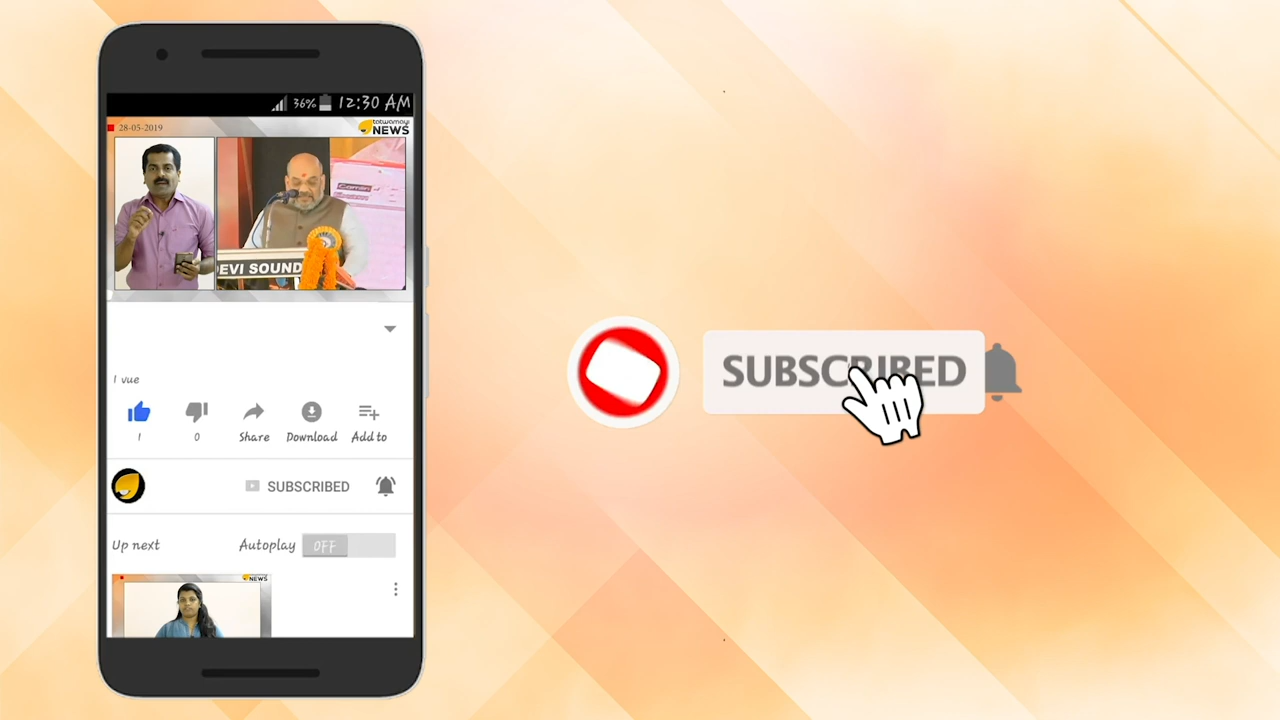 36% 12:30 AM
28-05-2019
tatwamayi
NEWS
DEVI SOUND
1 vue
1
0
Share
Download
Add to
SUBSCRIBED
Up next
Autoplay
OFF
NEWS
SUBSCRIBED